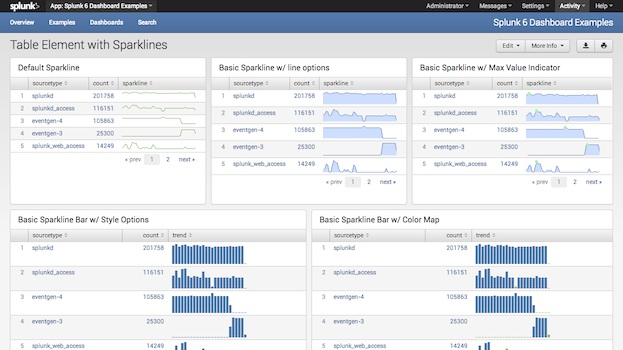 splunk> App: Splunk 6 Dashboard Examples Administrator Messages Settings Activity Help
Overview Examples Dashboards Search Splunk 6 Dashboard Examples
Table Element with Sparklines Edit More Info
Default Sparkline
sourcetype count sparkline
1 splunkd 201758
2 splunkd_access 116151
3 eventgen-4 105863
4 eventgen-3 25300
5 splunk_web_access 14249
« prev 1 2 next »
Basic Sparkline w/ line options
sourcetype count sparkline
1 splunkd 201758
2 splunkd_access 116151
3 eventgen-4 105863
4 eventgen-3 25300
5 splunk_web_access 14249
« prev 1 2 next »
Basic Sparkline w/ Max Value Indicator
sourcetype count sparkline
1 splunkd 201758
2 splunkd_access 116151
3 eventgen-4 105863
4 eventgen-3 25300
5 splunk_web_access 14249
« prev 1 2 next »
Basic Sparkline Bar w/ Style Options
sourcetype count trend
1 splunkd 201758
2 splunkd_access 116151
3 eventgen-4 105863
4 eventgen-3 25300
5 splunk_web_access 14249
Basic Sparkline Bar w/ Color Map
sourcetype count trend
1 splunkd 201758
2 splunkd_access 116151
3 eventgen-4 105863
4 eventgen-3 25300
5 splunk_web_access 14249